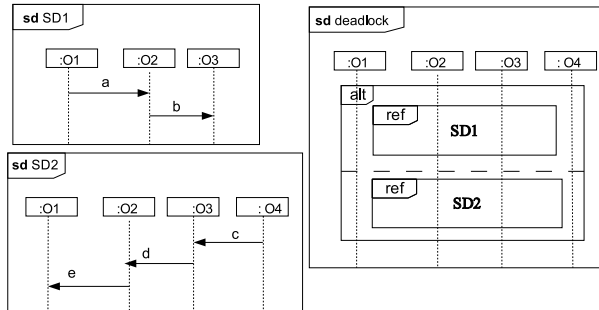 sd SD1
:O1 :O2 :O3
a
b
sd SD2
:O1 :O2 :O3 :O4
c
d
e
sd deadlock
:O1 :O2 :O3 : O4
alt
ref
SD1
ref
SD2